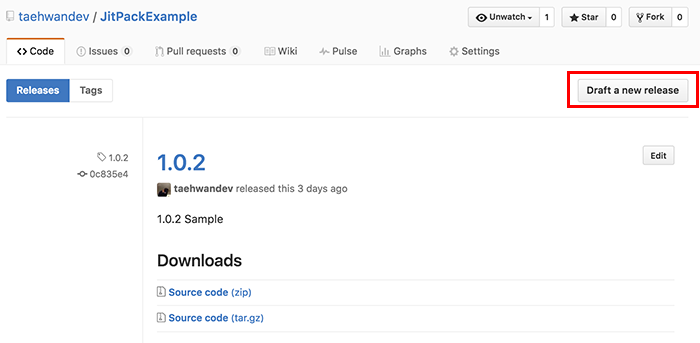 taehwandev / JitPackExample
Unwatch 1 Star 0 Fork 0
Code Issues 0 Pull requests 0 Wiki Pulse Graphs Settings
Releases Tags Draft a new release
1.0.2
0c835e4
1.0.2 Edit
taehwandev released this 3 days ago
1.0.2 Sample
Downloads
Source code (zip)
Source code (tar.gz)